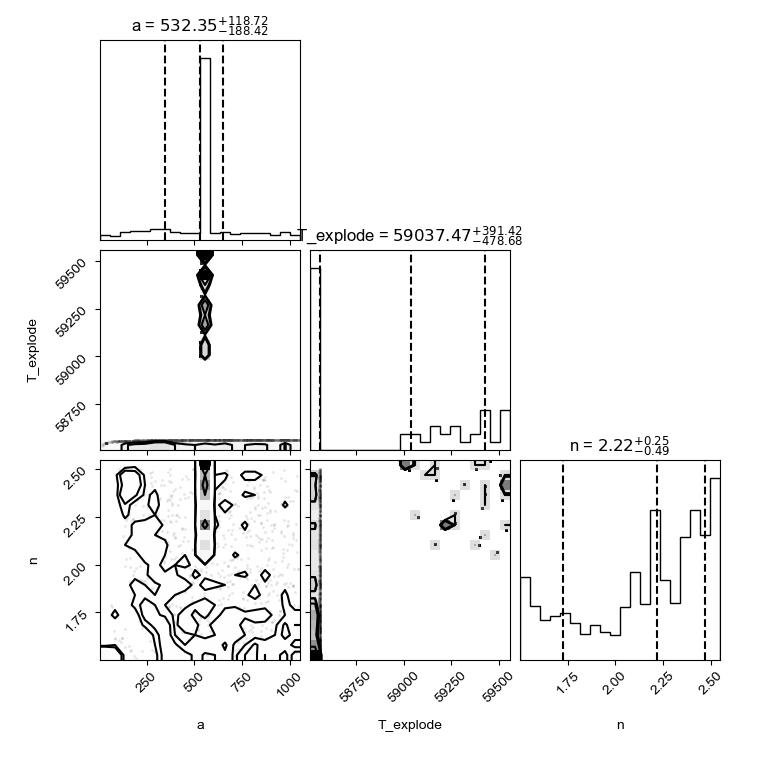 a = 532.35+118.72 −188.42
T_explode = 59037.47+391.42 −478.68
59500
59250
59000
58750
T_explode
n = 2.22+0.25 −0.49
2.50
2.25
2.00
1.75
n
250 500 750 1000 58750 59000 59250 59500 1.75 2.00 2.25 2.50
a T_explode n